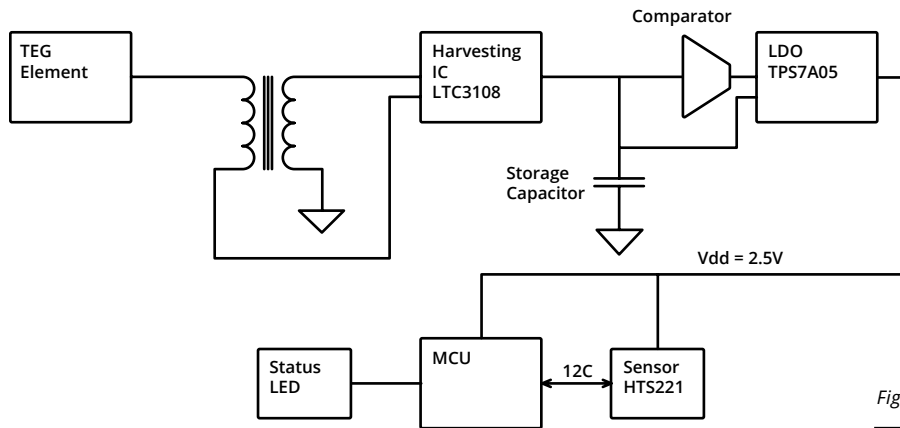 Comparator
TEG
Element
Harvesting
IC
LTC3108
LDO
TPS7A05
Storage
Capacitor
Vdd = 2.5V
Status
LED
MCU
12C
Sensor
HTS221
Fig